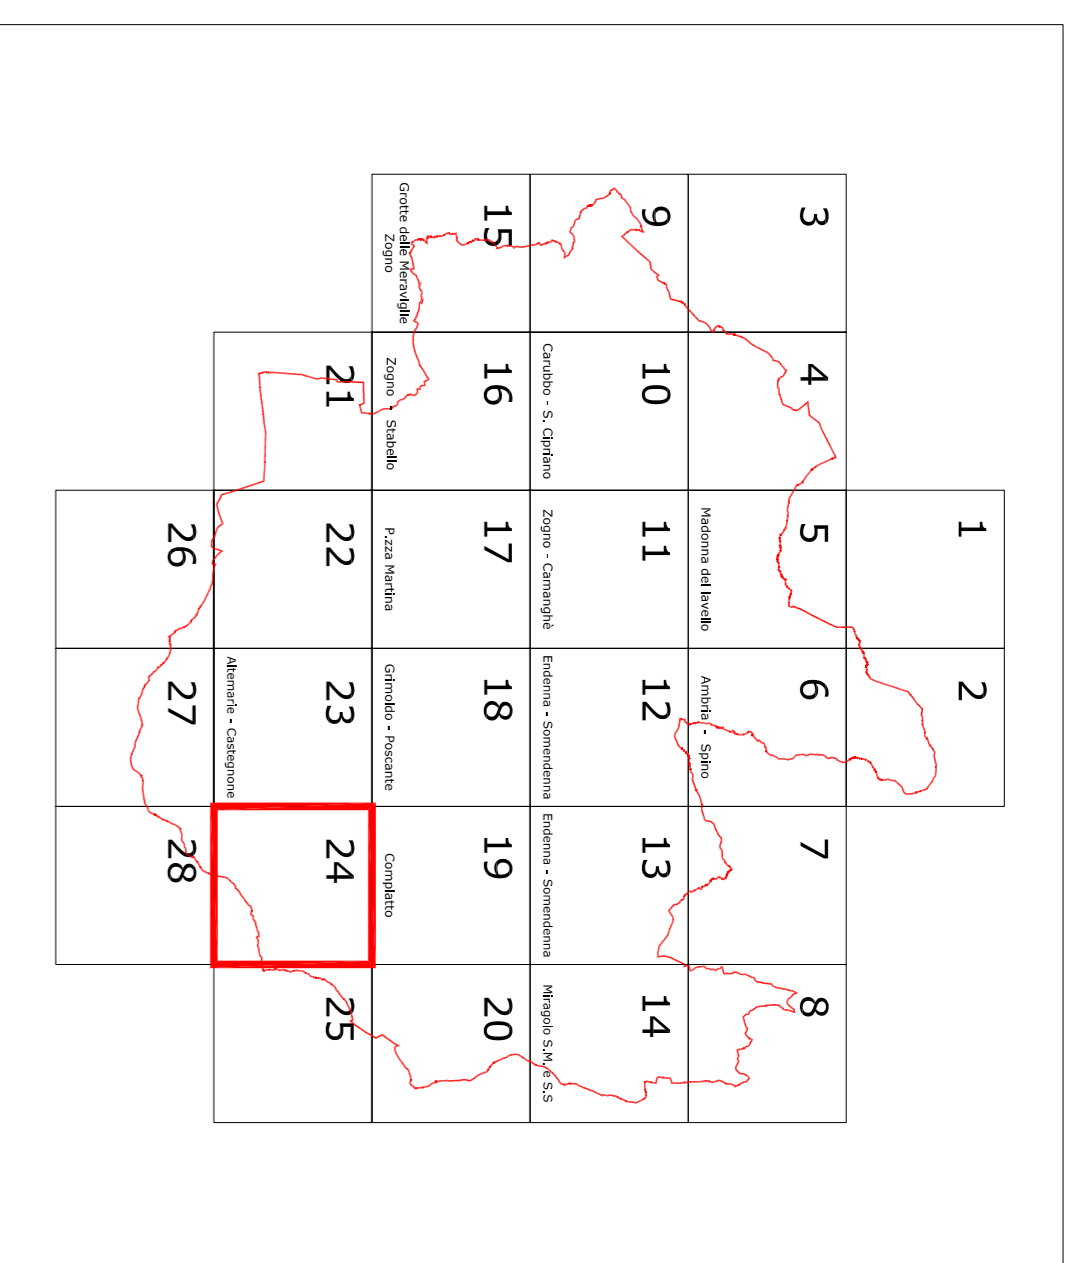 1
2
3
4
5
Madonna del lavello
6
Ambria - Spino
7
8
9
10
Carubbo - S. Cipriano
11
Zogno - Camanghè
12
Endenna - Somendenna
13
Endenna - Somendenna
14
Miragolo S.M. e S.S
15
Grotte delle Meraviglie
Zogno
16
Zogno - Stabello
17
P.zza Martina
18
Grimoldo - Poscante
19
Complatto
20
21
22
23
Altemarie - Castegnone
24
25
26
27
28